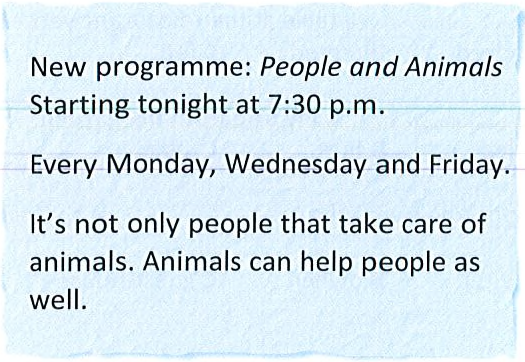 New programme: People and Animals
Starting tonight at 7:30 p.m.
Every Monday, Wednesday and Friday.
It’s not only people that take care of
animals. Animals can help people as
well.